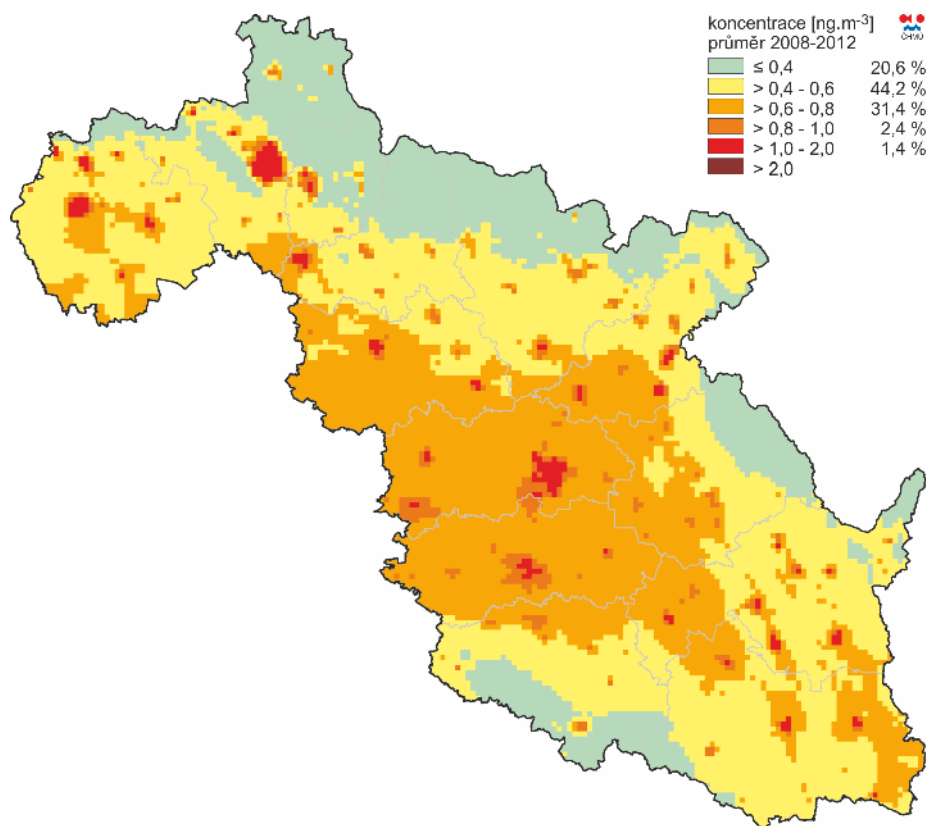 koncentrace [ng.m-3]
průměr 2008-2012
ČHMÚ
≤ 0,4 20,6 %
> 0,4 - 0,6 44,2 %
> 0,6 - 0,8 31,4 %
> 0,8 - 1,0 2,4 %
> 1,0 - 2,0 1,4 %
> 2,0